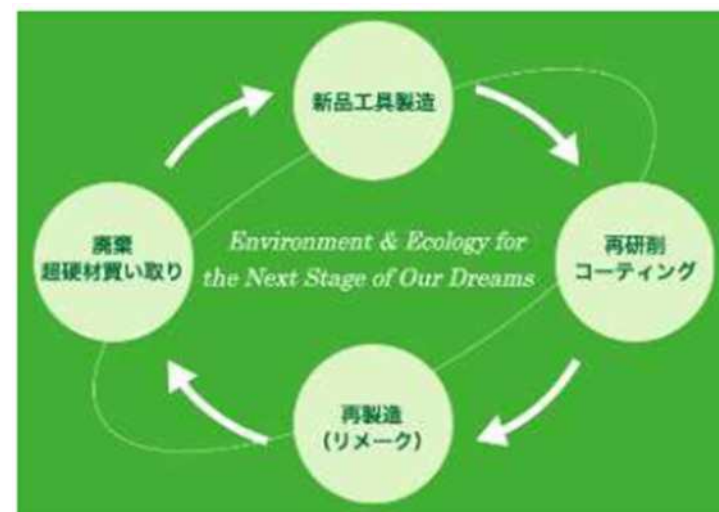 新品工具製造
廃棄
超硬材買い取り
Environment & Ecology for
the Next Stage of Our Dreams
再研削
コーティング
再製造
(リメーク)